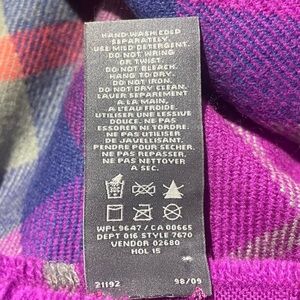 HAND WASH COLD
SEPARATELY.
USE MILD DETERGENT.
DO NOT WRING
OR TWIST.
DO NOT BLEACH.
HANG TO DRY.
DO NOT IRON.
DO NOT DRY CLEAN.
LAVER SEPAREMENT
A LA MAIN,
A L'EAU FROIDE.
UTILISER UNE LESSIVE
DOUCE. NE PAS
ESSORER NI TORDRE.
NE PAS UTILISER
DE JAVELLISANT.
PENDRE POUR SECHER.
NE PAS REPASSER.
NE PAS NETTOYER
A SEC.
WPL 9647 / CA 00665
DEPT 016 STYLE 7670
VENDOR 02680
HOL 15
21192 98/09